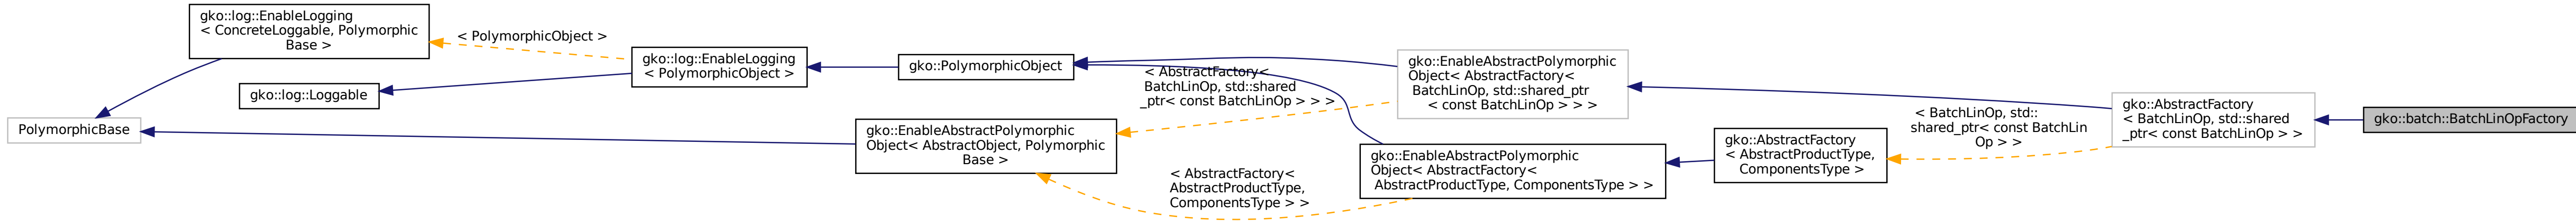 gko::log::EnableLogging
< ConcreteLoggable, Polymorphic
Base >
< PolymorphicObject >
gko::log::EnableLogging
< PolymorphicObject >
gko::log::Loggable
PolymorphicBase
gko::PolymorphicObject
gko::EnableAbstractPolymorphic
Object< AbstractObject, Polymorphic
Base >
< AbstractFactory<
BatchLinOp, std::shared
_ptr< const BatchLinOp > > >
< AbstractFactory<
AbstractProductType,
ComponentsType > >
gko::EnableAbstractPolymorphic
Object< AbstractFactory<
BatchLinOp, std::shared_ptr
< const BatchLinOp > > >
gko::EnableAbstractPolymorphic
Object< AbstractFactory<
AbstractProductType, ComponentsType > >
gko::AbstractFactory
< AbstractProductType,
ComponentsType >
< BatchLinOp, std::
shared_ptr< const BatchLin
Op > >
gko::AbstractFactory
< BatchLinOp, std::shared
_ptr< const BatchLinOp > >
gko::batch::BatchLinOpFactory